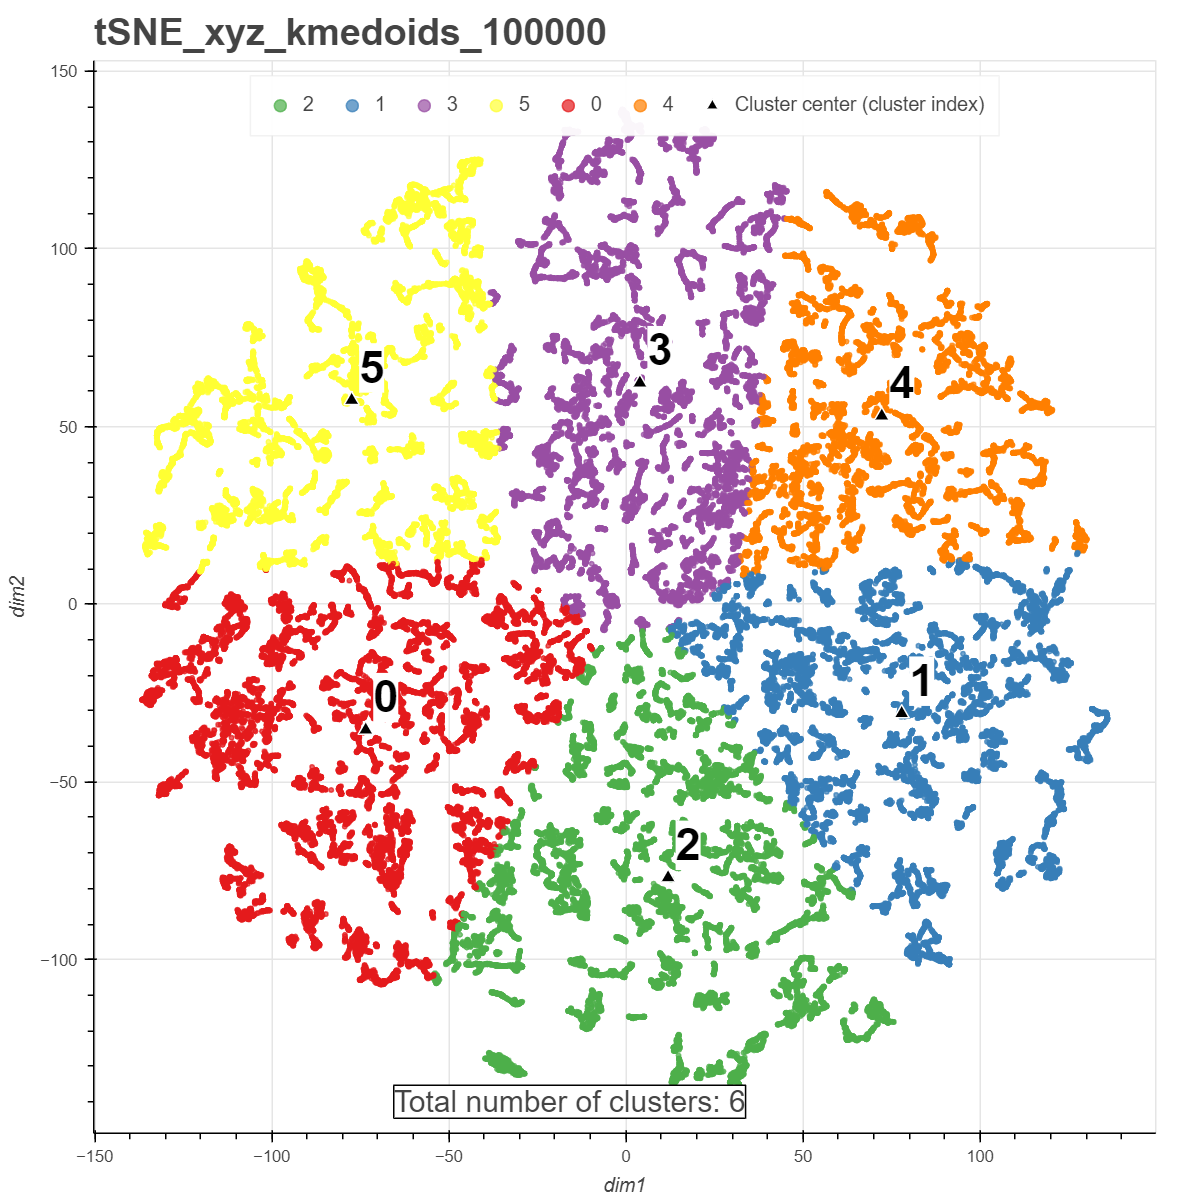 tSNE_xyz_kmedoids_100000
2 1 3 5 0 4 Cluster center (cluster index)
150
100
50
0
−50
−100
dim2
5
3
4
0
1
2
Total number of clusters: 6
−150 −100 −50 0 50 100
dim1